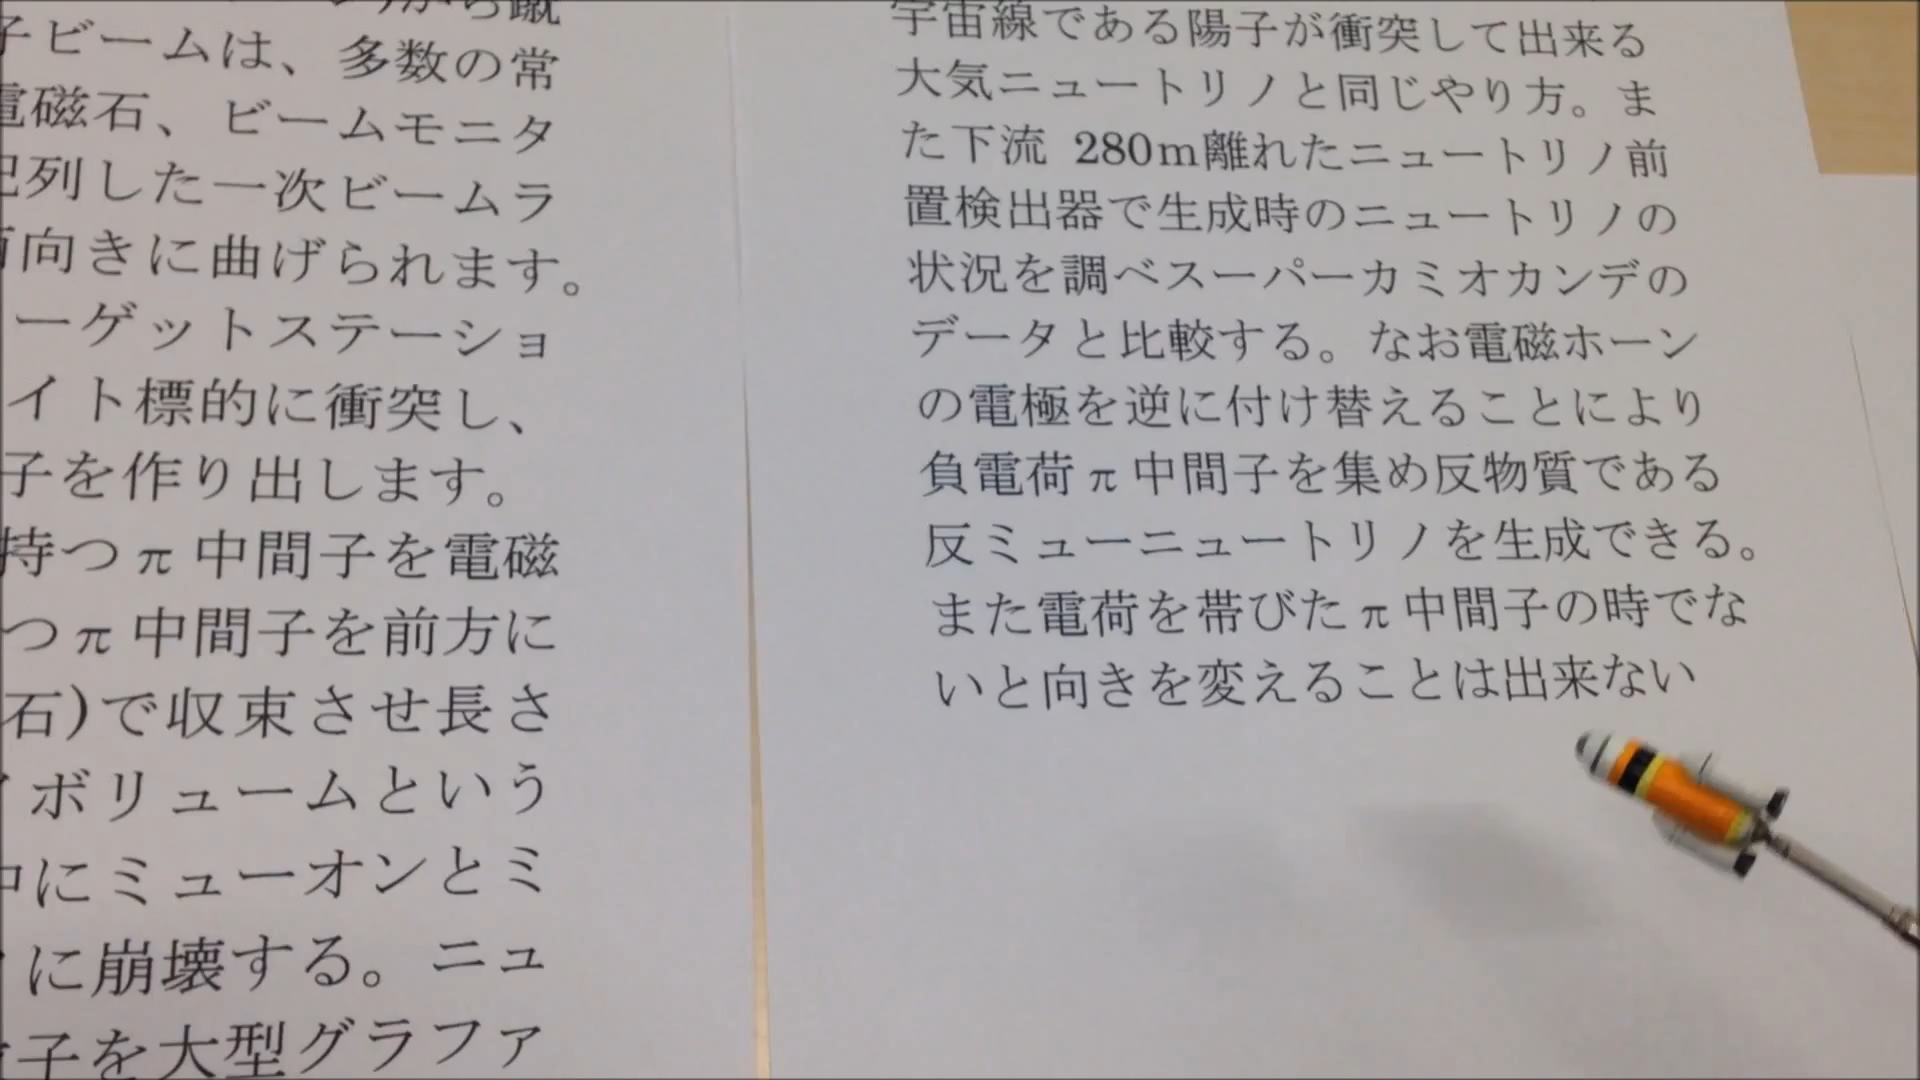 子ビームは、多数の常
電磁石、ビームモニタ
配列した一次ビームラ
向きに曲げられます。
ーゲットステーショ
イト標的に衝突し、
子を作り出します。
持つπ中間子を電磁
つπ中間子を前方に
石)で収束させ長さ
ボリュームという
中にミューオンとミ
に崩壊する。ニュ
子を大型グラファ
宇宙線である陽子が衝突して出来る
大気ニュートリノと同じやり方。ま
た下流 280m離れたニュートリノ前
置検出器で生成時のニュートリノの
状況を調べスーパーカミオカンデの
データと比較する。なお電磁ホーン
の電極を逆に付け替えることにより
負電荷π中間子を集め反物質である
反ミューニュートリノを生成できる。
また電荷を帯びたπ中間子の時でな
いと向きを変えることは出来ない